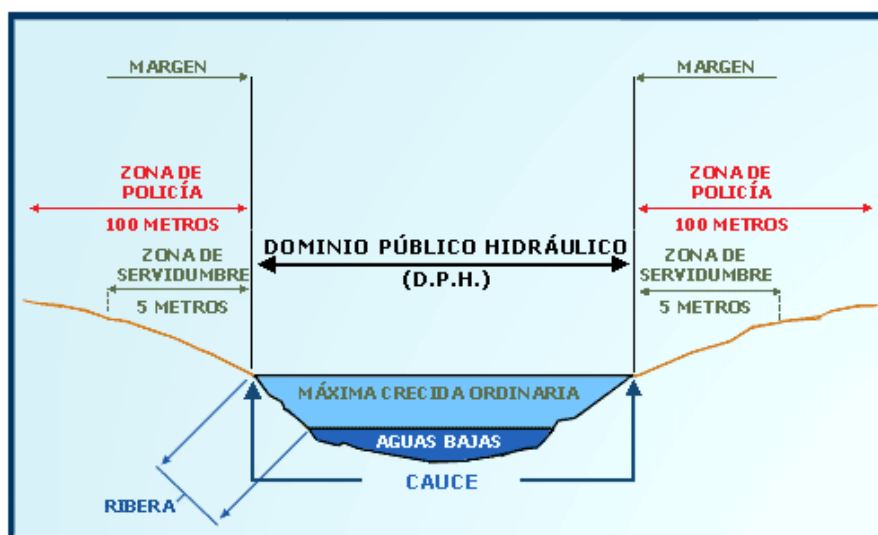 MARGEN
MARGEN
ZONA DE
POLICÍA
100 METROS
ZONA DE
POLICÍA
100 METROS
DOMINIO PÚBLICO HIDRÁULICO
(D.P.H.)
ZONA DE
SERVIDUMBRE
5 METROS
ZONA DE
SERVIDUMBRE
5 METROS
MÁXIMA CRECIDA ORDINARIA
AGUAS BAJAS
CAUCE
RIBERA